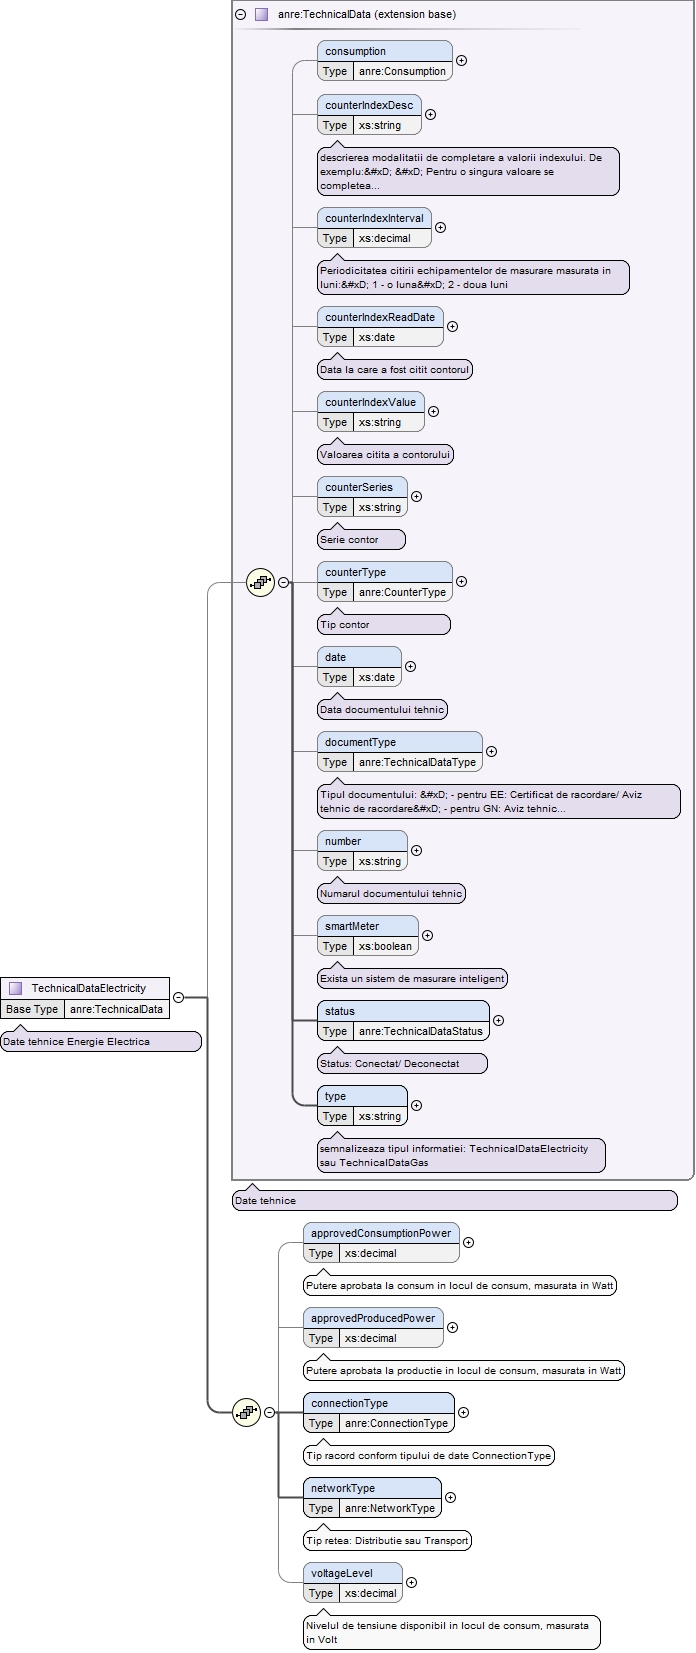 anre:TechnicalData (extension base)
consumption
Type anre:Consumption
counterIndexDesc
Type xs:string
descrierea modalitatii de completare a valorii indexului. De
exemplu:&#xD; &#xD; Pentru o singura valoare se
completea...
counterIndexInterval
Type xs:decimal
Periodicitatea citirii echipamentelor de masurare masurata in
luni:&#xD; 1 - o luna&#xD; 2 - doua luni
counterIndexReadDate
Type xs:date
Data la care a fost citit contorul
counterIndexValue
Type xs:string
Valoarea citita a contorului
counterSeries
Type xs:string
Serie contor
counterType
Type anre:CounterType
Tip contor
date
Type xs:date
Data documentului tehnic
documentType
Type anre:TechnicalDataType
Tipul documentului: &#xD; - pentru EE: Certificat de racordare/ Aviz
tehnic de racordare&#xD; - pentru GN: Aviz tehnic...
number
Type xs:string
Numarul documentului tehnic
smartMeter
Type xs:boolean
Exista un sistem de masurare inteligent
TechnicalDataElectricity
Base Type anre:TechnicalData
Date tehnice Energie Electrica
status
Type anre:TechnicalDataStatus
Status: Conectat/ Deconectat
type
Type xs:string
semnalizeaza tipul informatiei: TechnicalDataElectricity
sau TechnicalDataGas
Date tehnice
approvedConsumptionPower
Type xs:decimal
Putere aprobata la consum in locul de consum, masurata in Watt
approvedProducedPower
Type xs:decimal
Putere aprobata la productie in locul de consum, masurata in Watt
connectionType
Type anre:ConnectionType
Tip racord conform tipului de date ConnectionType
networkType
Type anre:NetworkType
Tip retea: Distributie sau Transport
voltageLevel
Type xs:decimal
Nivelul de tensiune disponibil in locul de consum, masurata
in Volt